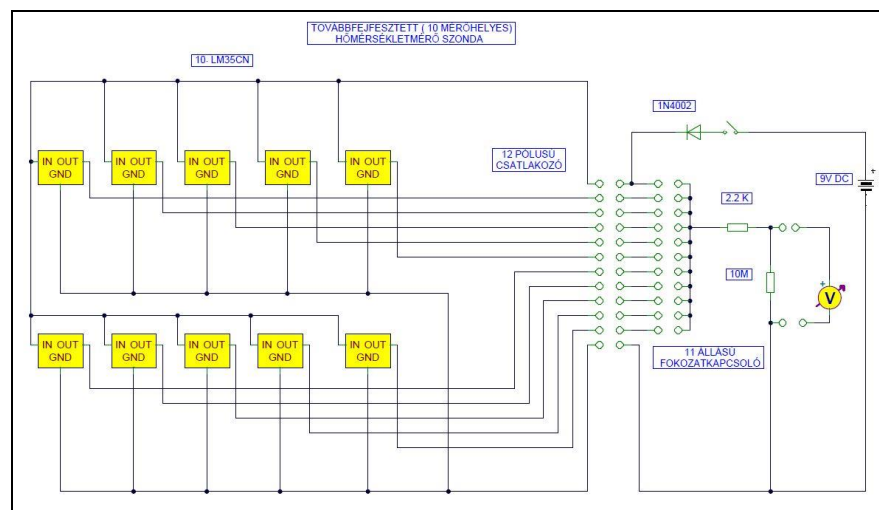 TOVÁBBFEJFESZTETT ( 10 MÉRŐHELYES)
HŐMÉRSÉKLETMÉRŐ SZONDA
10- LM35CN
1N4002
IN OUT
GND
IN OUT
GND
IN OUT
GND
IN OUT
GND
IN OUT
GND
12 PÓLUSÚ
CSATLAKOZÓ
+
9V DC
2.2 K
10M
+
V
IN OUT
GND
IN OUT
GND
IN OUT
GND
IN OUT
GND
IN OUT
GND
11 ÁLLÁSÚ
FOKOZATKAPCSOLÓ